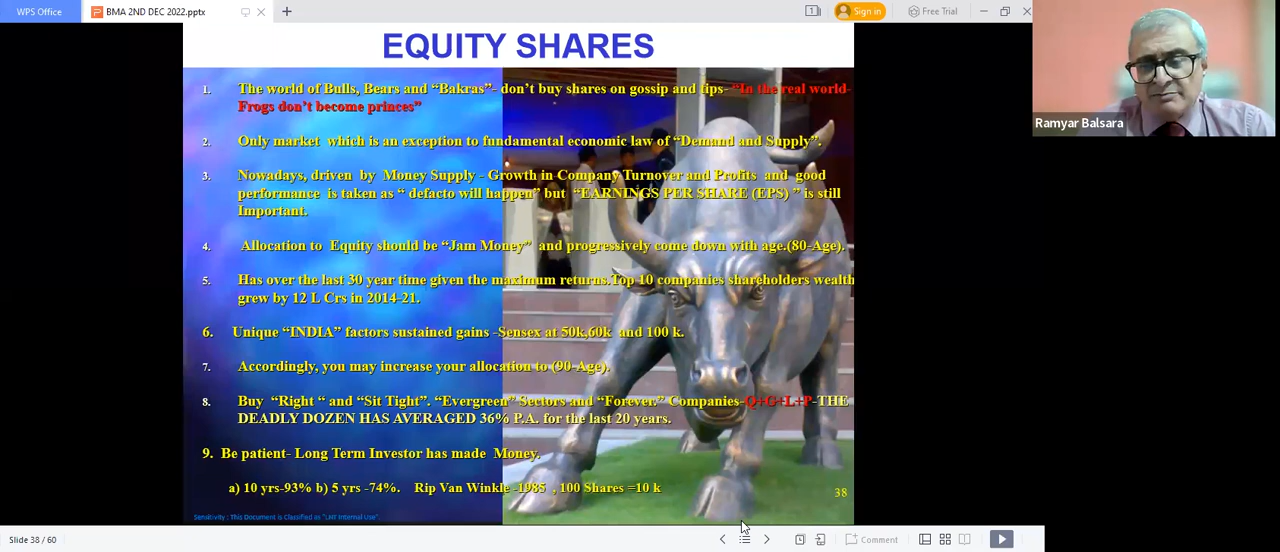 WPS Office
BMA 2ND DEC 2022.pptx
1
Sign in
Free Trial
EQUITY SHARES
1. The world of Bulls, Bears and “Bakras”- don’t buy shares on gossip and tips- “In the real world-
Frogs don’t become princes”
2. Only market which is an exception to fundamental economic law of “Demand and Supply”.
3. Nowadays, driven by Money Supply - Growth in Company Turnover and Profits and good
performance is taken as “ defacto will happen” but “EARNINGS PER SHARE (EPS) ” is still
Important.
4. Allocation to Equity should be “Jam Money” and progressively come down with age.(80-Age).
5. Has over the last 30 year time given the maximum returns.Top 10 companies shareholders wealth
grew by 12 L Crs in 2014-21.
6. Unique “INDIA” factors sustained gains -Sensex at 50k,60k and 100 k.
7. Accordingly, you may increase your allocation to (90-Age).
8. Buy “Right “ and “Sit Tight”. “Evergreen” Sectors and “Forever.” Companies-Q+G+L+P-THE
DEADLY DOZEN HAS AVERAGED 36% P.A. for the last 20 years.
9. Be patient- Long Term Investor has made Money.
a) 10 yrs-93% b) 5 yrs -74%. Rip Van Winkle -1985 , 100 Shares =10 k
38
Sensitivity : This Document is Classified as "LNT Internal Use".
Ramyar Balsara
Slide 38 / 60
Comment